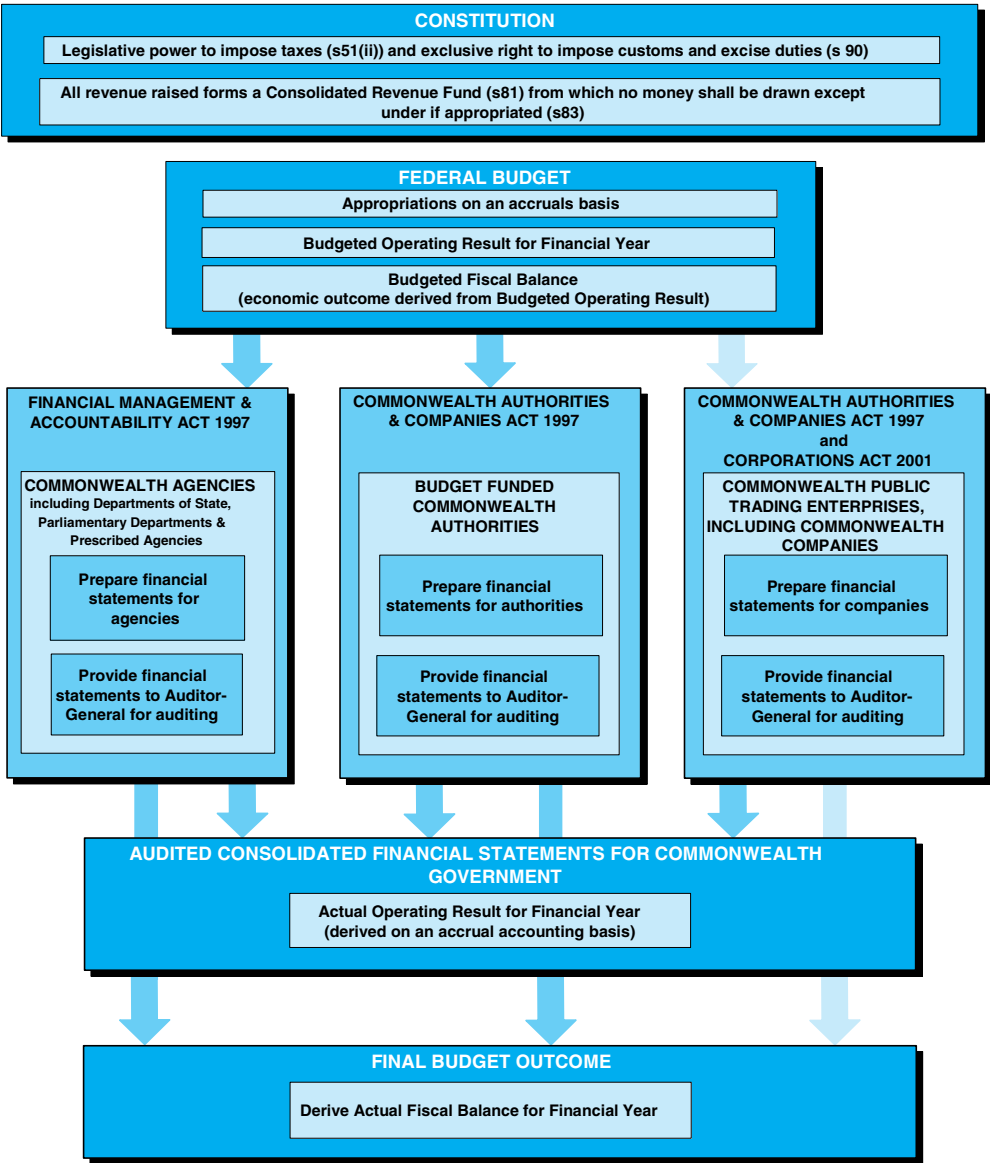 CONSTITUTION
Legislative power to impose taxes (s51(ii)) and exclusive right to impose customs and excise duties (s 90)
All revenue raised forms a Consolidated Revenue Fund (s81) from which no money shall be drawn except
under if appropriated (s83)
FEDERAL BUDGET
Appropriations on an accruals basis
Budgeted Operating Result for Financial Year
Budgeted Fiscal Balance
(economic outcome derived from Budgeted Operating Result)
FINANCIAL MANAGEMENT &
ACCOUNTABILITY ACT 1997
COMMONWEALTH AGENCIES
including Departments of State,
Parliamentary Departments &
Prescribed Agencies
Prepare financial
statements for
agencies
Provide financial
statements to Auditor-
General for auditing
COMMONWEALTH AUTHORITIES
& COMPANIES ACT 1997
BUDGET FUNDED
COMMONWEALTH
AUTHORITIES
Prepare financial
statements for authorities
Provide financial
statements to Auditor-
General for auditing
COMMONWEALTH AUTHORITIES
& COMPANIES ACT 1997
and
CORPORATIONS ACT 2001
COMMONWEALTH PUBLIC
TRADING ENTERPRISES,
INCLUDING COMMONWEALTH
COMPANIES
Prepare financial
statements for companies
Provide financial
statements to Auditor-
General for auditing
AUDITED CONSOLIDATED FINANCIAL STATEMENTS FOR COMMONWEALTH
GOVERNMENT
Actual Operating Result for Financial Year
(derived on an accrual accounting basis)
FINAL BUDGET OUTCOME
Derive Actual Fiscal Balance for Financial Year